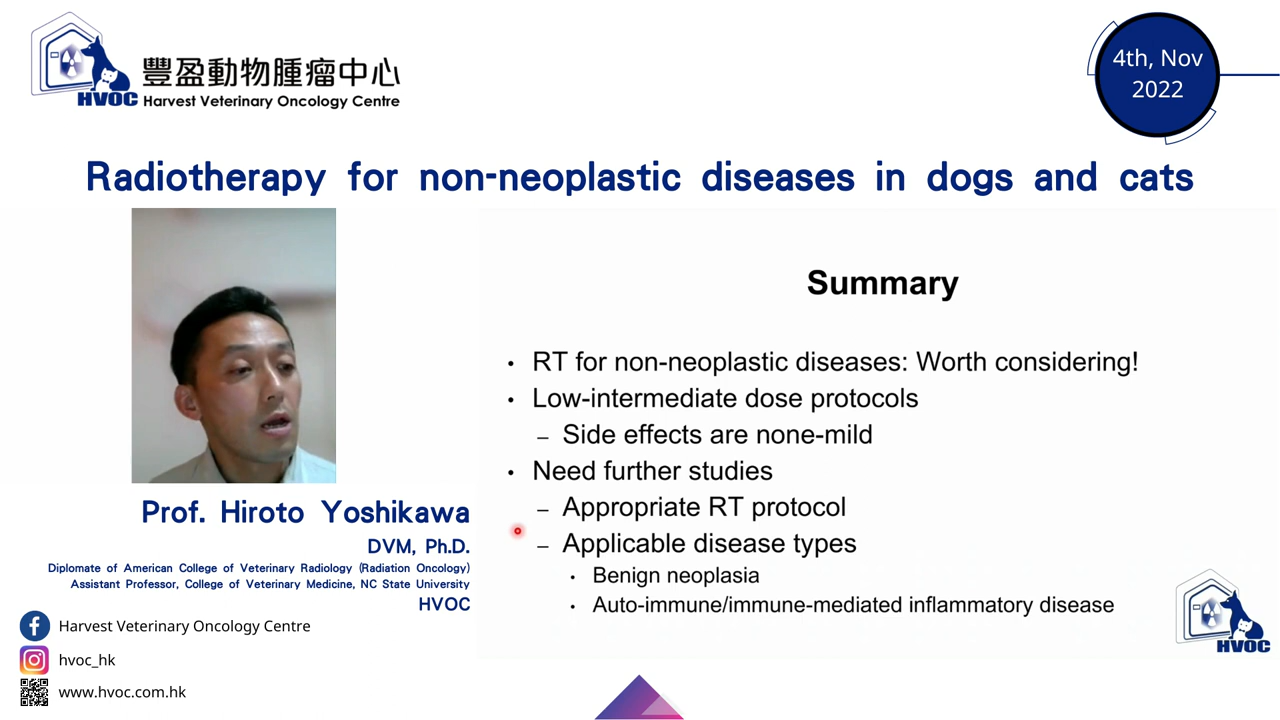 豐盈動物腫瘤中心
HVOC Harvest Veterinary Oncology Centre
4th, Nov
2022
Radiotherapy for non-neoplastic diseases in dogs and cats
Summary
• RT for non-neoplastic diseases: Worth considering!
• Low-intermediate dose protocols
– Side effects are none-mild
• Need further studies
– Appropriate RT protocol
– Applicable disease types
• Benign neoplasia
• Auto-immune/immune-mediated inflammatory disease
Prof. Hiroto Yoshikawa
DVM, Ph.D.
Diplomate of American College of Veterinary Radiology (Radiation Oncology)
Assistant Professor, College of Veterinary Medicine, NC State University
HVOC
Harvest Veterinary Oncology Centre
hvoc_hk
www.hvoc.com.hk
HVOC